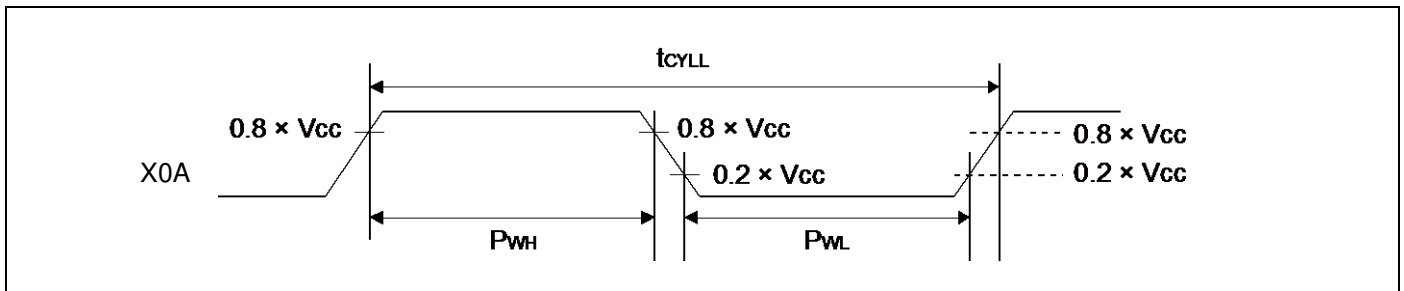 tCYLL
0.8 × Vcc
0.8 × Vcc
0.8 × Vcc
X0A
0.2 × Vcc
0.2 × Vcc
PWH
PWL